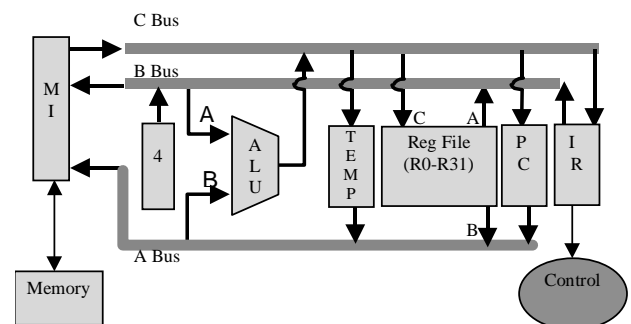 C Bus
B Bus
M I
4
A
B
A L U
T E M P
C
A
Reg File
(R0-R31)
B
P C
I R
A Bus
Memory
Control